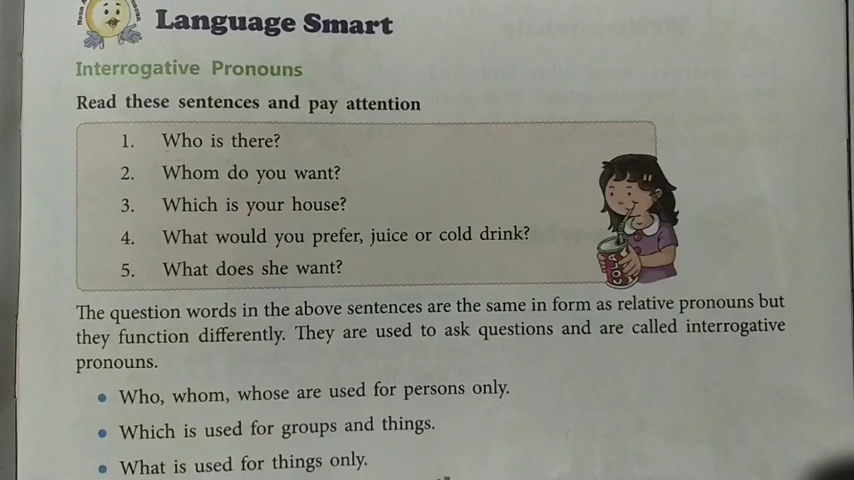 Language Smart
Interrogative Pronouns
Read these sentences and pay attention
1. Who is there?
2. Whom do you want?
3. Which is your house?
4. What would you prefer, juice or cold drink?
5. What does she want?
COLA
The question words in the above sentences are the same in form as relative pronouns but
they function differently. They are used to ask questions and are called interrogative
pronouns.
• Who, whom, whose are used for persons only.
• Which is used for groups and things.
• What is used for things only.